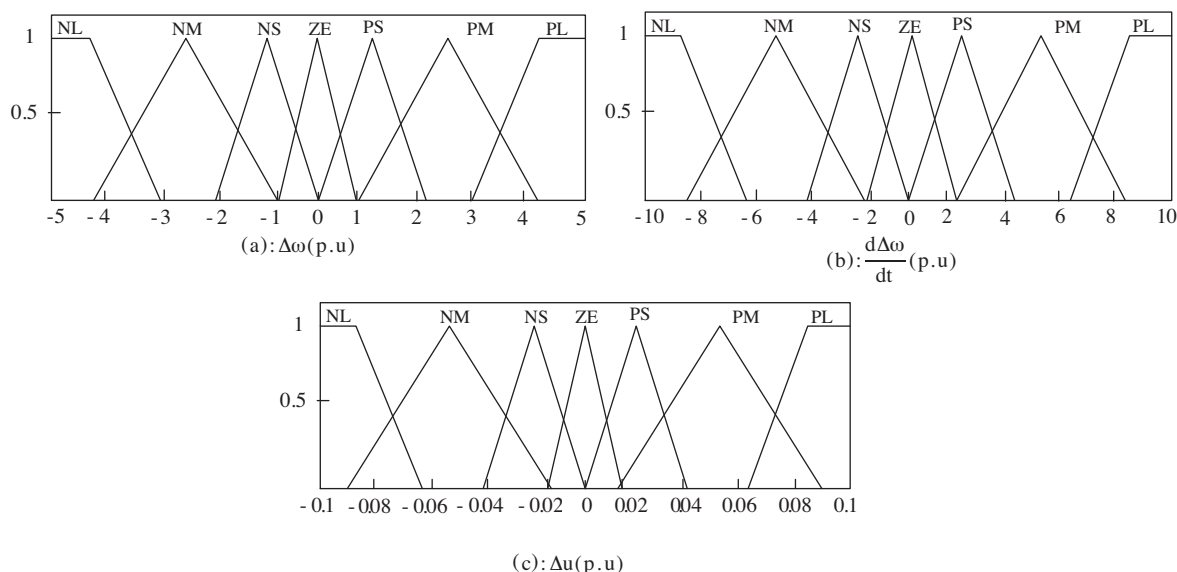 NL NM NS ZE PS PM PL
1
0.5
-5 -4 -3 -2 -1 0 1 2 3 4 5
(a): Δω(p.u)
NL NM NS ZE PS PM PL
1
0.5
-10 -8 -6 -4 -2 0 2 4 6 8 10
(b): dΔω/dt (p.u)
NL NM NS ZE PS PM PL
1
0.5
-0.1 -0.08 -0.06 -0.04 -0.02 0 0.02 0.04 0.06 0.08 0.1
(c): Δu(p.u)